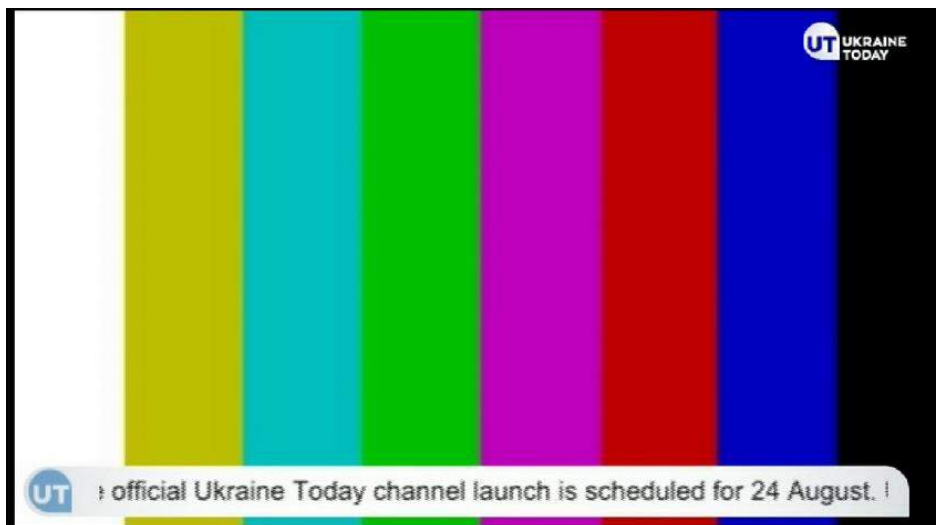 UT UKRAINE
TODAY
UT official Ukraine Today channel launch is scheduled for 24 August.